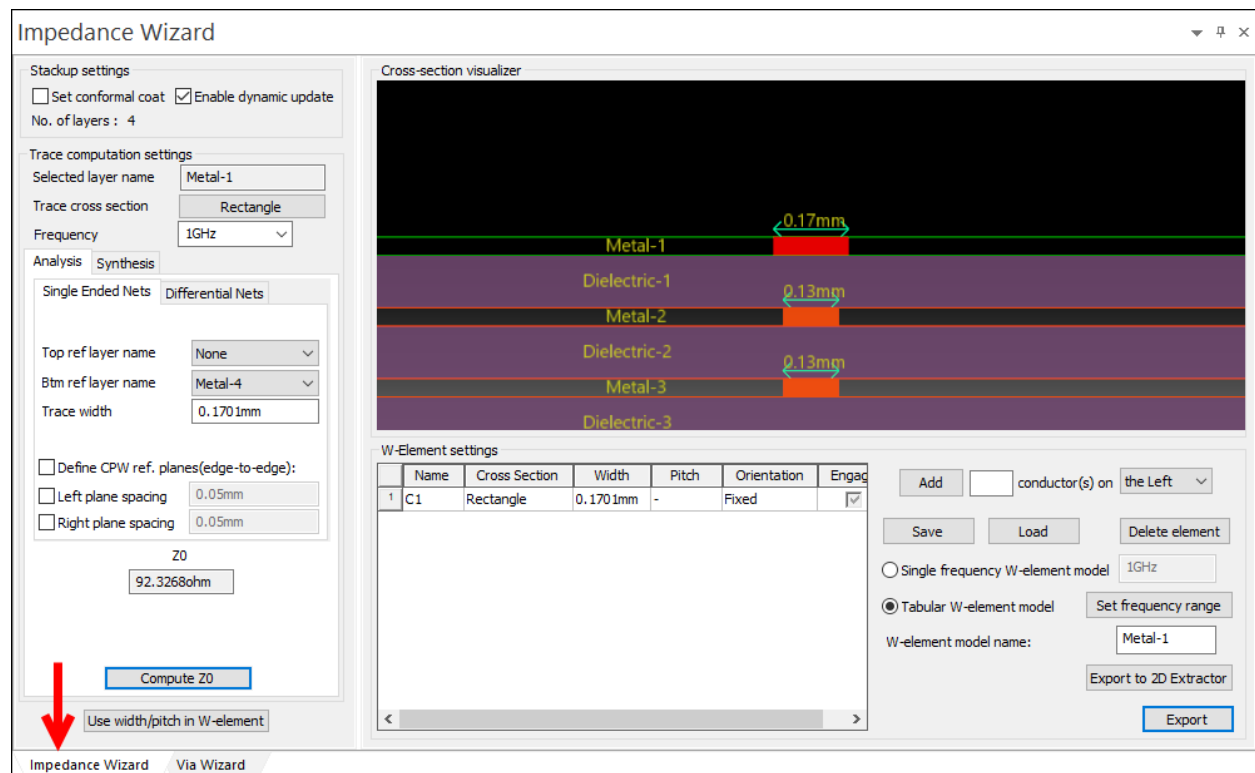 Impedance Wizard
Stackup settings
Set conformal coat Enable dynamic update
No. of layers : 4
Trace computation settings
Selected layer name Metal-1
Trace cross section Rectangle
Frequency 1GHz
Analysis Synthesis
Single Ended Nets Differential Nets
Top ref layer name None
Btm ref layer name Metal-4
Trace width 0.1701mm
Define CPW ref. planes(edge-to-edge):
Left plane spacing 0.05mm
Right plane spacing 0.05mm
Z0
92.3268ohm
Compute Z0
Use width/pitch in W-element
Cross-section visualizer
0.17mm
Metal-1
Dielectric-1
0.13mm
Metal-2
Dielectric-2
0.13mm
Metal-3
Dielectric-3
W-Element settings
Name Cross Section Width Pitch Orientation Engag
1 C1 Rectangle 0.1701mm - Fixed
Add conductor(s) on the Left
Save Load Delete element
Single frequency W-element model 1GHz
Tabular W-element model Set frequency range
W-element model name: Metal-1
Export to 2D Extractor
Export
Impedance Wizard Via Wizard